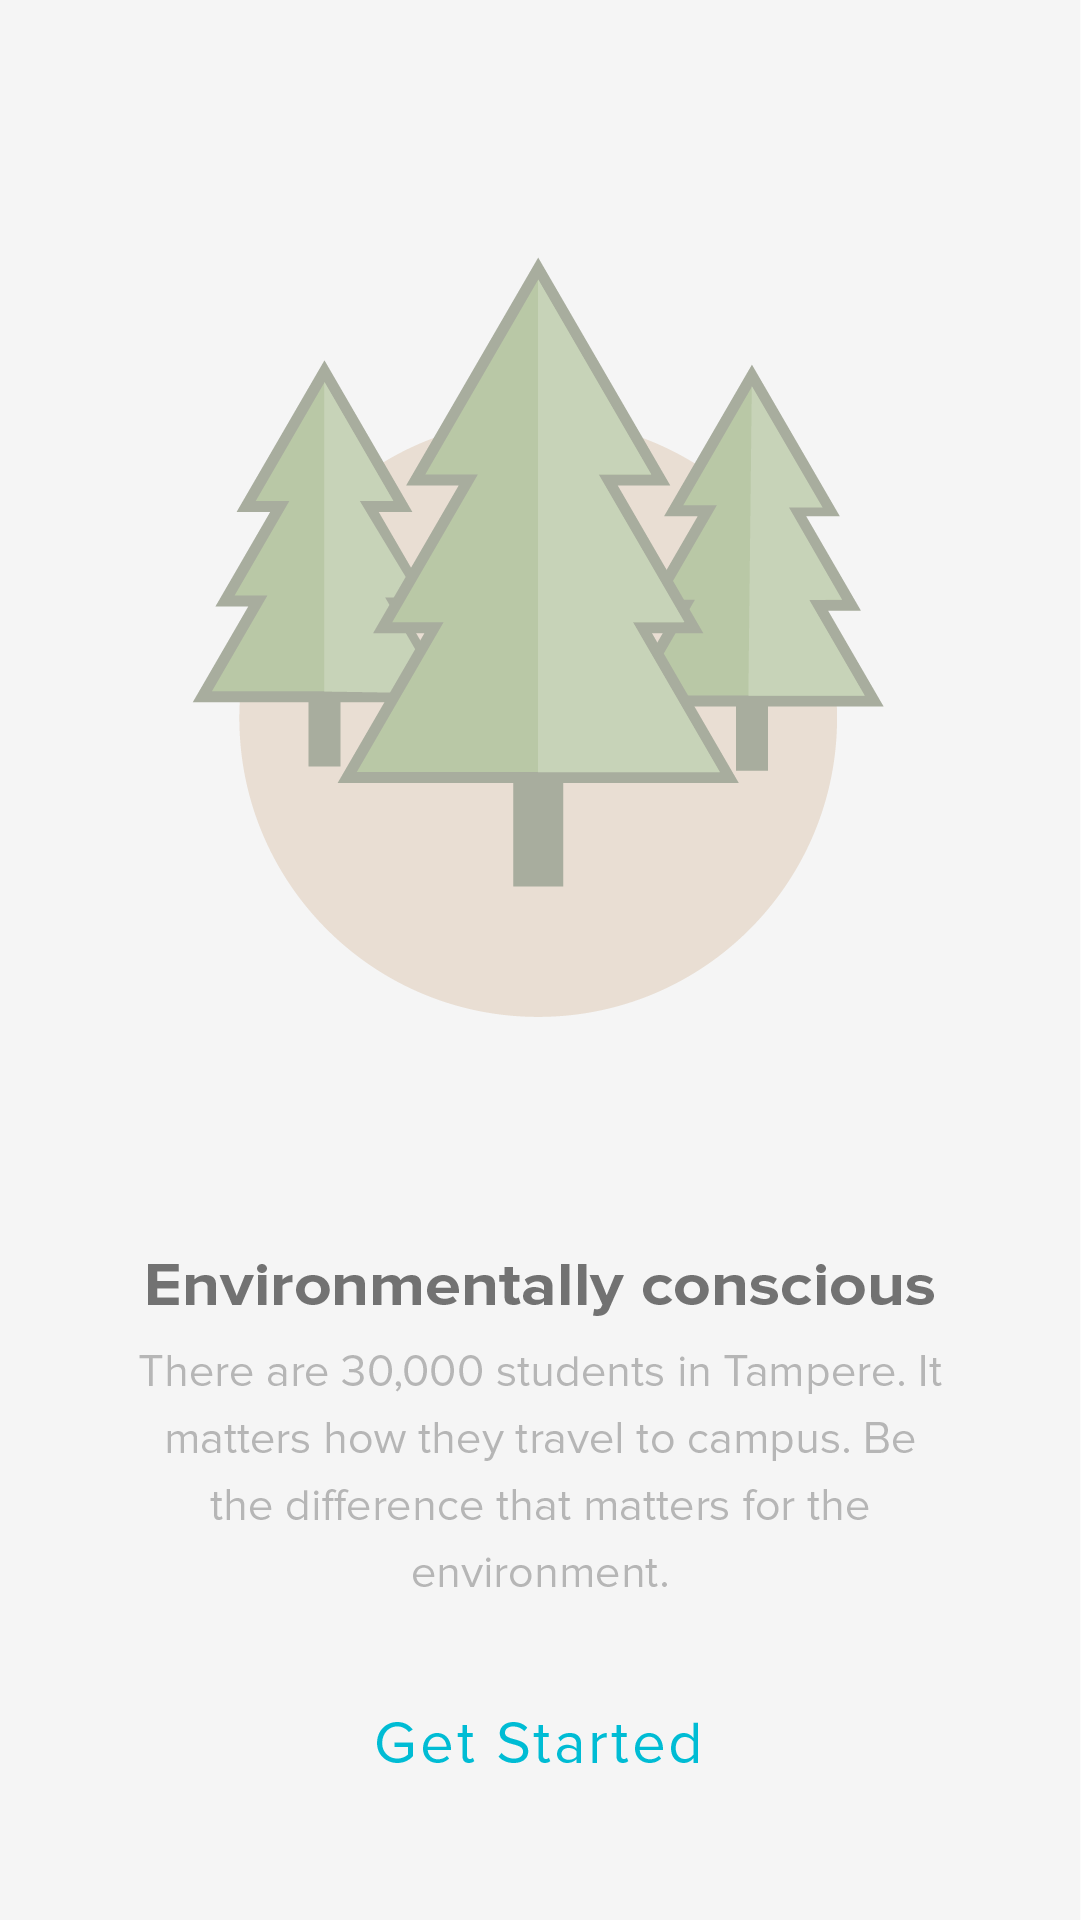 Environmentally conscious
There are 30,000 students in Tampere. It
matters how they travel to campus. Be
the difference that matters for the
environment.
Get Started